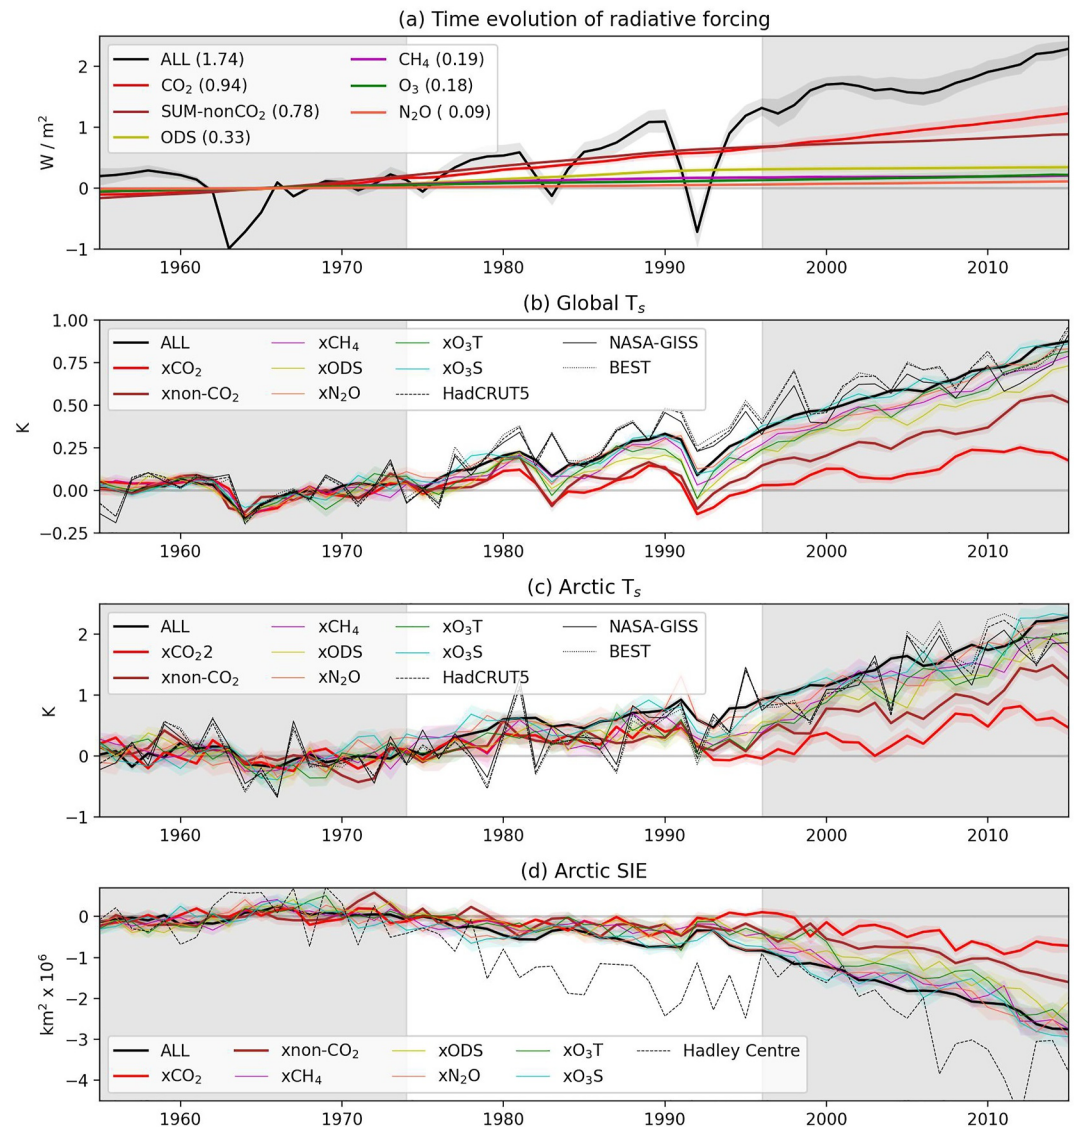 (a) Time evolution of radiative forcing
W / m²
2
1
0
−1
ALL (1.74)
CO₂ (0.94)
SUM-nonCO₂ (0.78)
ODS (0.33)
CH₄ (0.19)
O₃ (0.18)
N₂O ( 0.09)
1960 1970 1980 1990 2000 2010
(b) Global Tₛ
K
1.00
0.75
0.50
0.25
0.00
−0.25
ALL xCH₄ xO₃T NASA-GISS
xCO₂ xODS xO₃S BEST
xnon-CO₂ xN₂O HadCRUT5
1960 1970 1980 1990 2000 2010
(c) Arctic Tₛ
K
2
1
0
−1
ALL xCH₄ xO₃T NASA-GISS
xCO₂2 xODS xO₃S BEST
xnon-CO₂ xN₂O HadCRUT5
1960 1970 1980 1990 2000 2010
(d) Arctic SIE
km² x 10⁶
0
−1
−2
−3
−4
ALL xnon-CO₂ xODS xO₃T Hadley Centre
xCO₂ xCH₄ xN₂O xO₃S
1960 1970 1980 1990 2000 2010